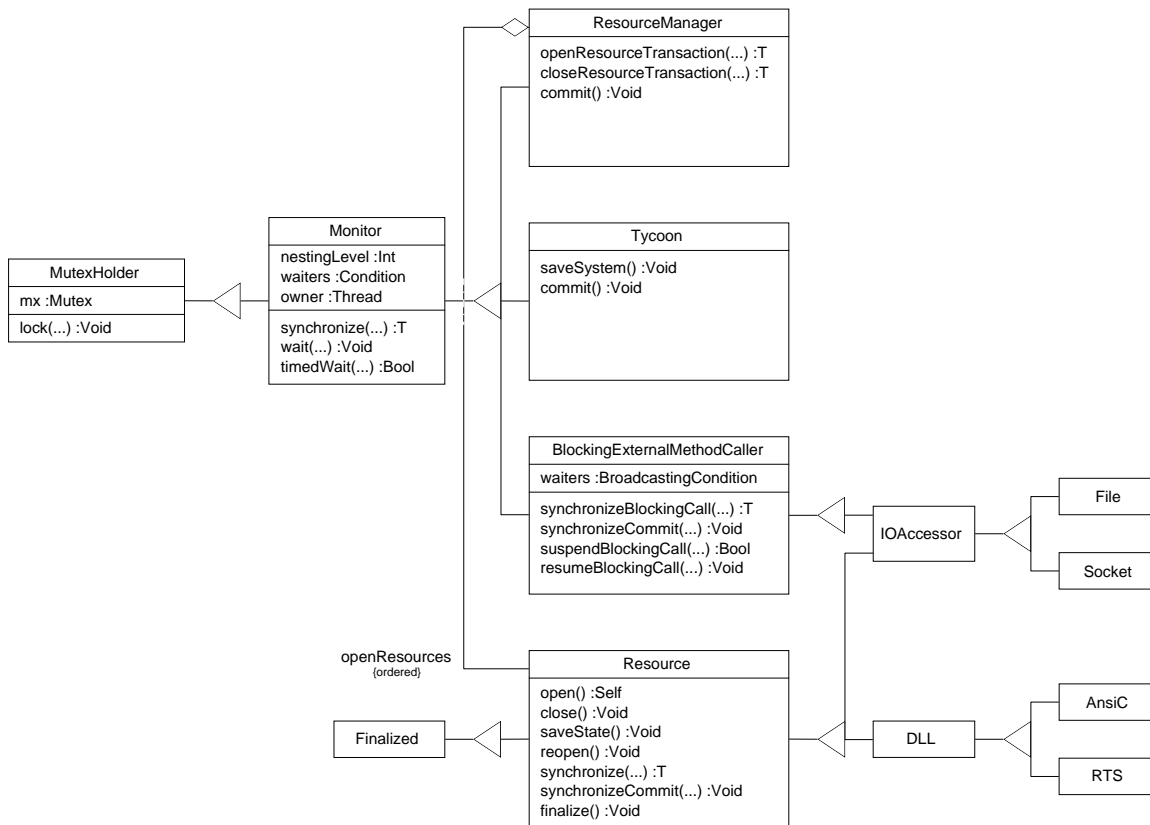 ResourceManager
openResourceTransaction(...) :T
closeResourceTransaction(...) :T
commit() :Void
Monitor
nestingLevel :Int
waiters :Condition
owner :Thread
synchronize(...) :T
wait(...) :Void
timedWait(...) :Bool
Tycoon
saveSystem() :Void
commit() :Void
MutexHolder
mx :Mutex
lock(...) :Void
BlockingExternalMethodCaller
waiters :BroadcastingCondition
synchronizeBlockingCall(...) :T
synchronizeCommit(...) :Void
suspendBlockingCall(...) :Bool
resumeBlockingCall(...) :Void
IOAccessor
File
Socket
openResources
{ordered}
Resource
open() :Self
close() :Void
saveState() :Void
reopen() :Void
synchronize(...) :T
synchronizeCommit(...) :Void
finalize() :Void
Finalized
DLL
AnsiC
RTS